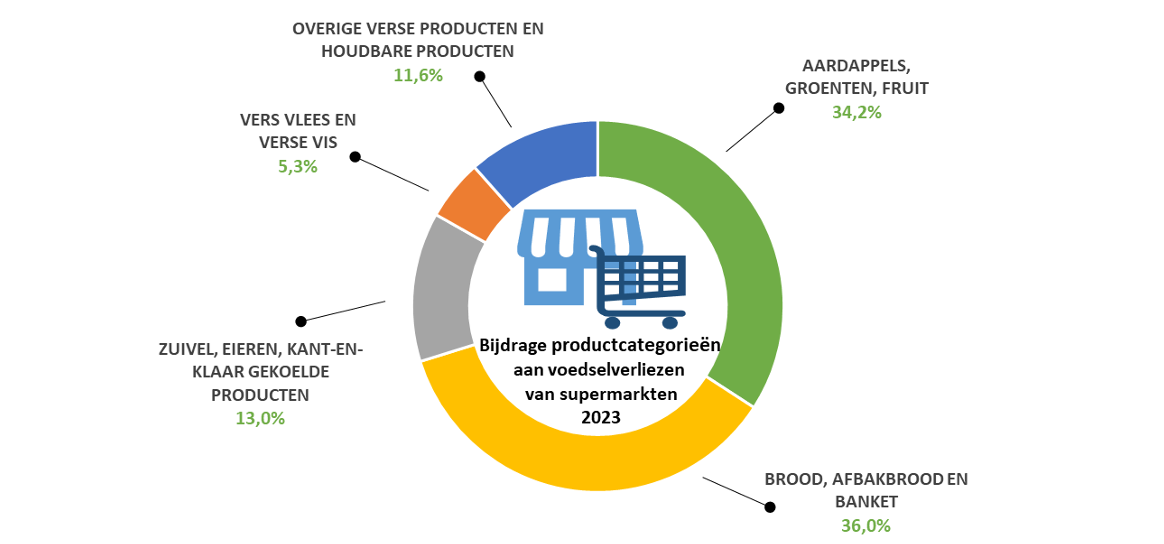 OVERIGE VERSE PRODUCTEN EN
HOUDBARE PRODUCTEN
11,6%
AARDAPPELS,
GROENTEN, FRUIT
34,2%
VERS VLEES EN
VERSE VIS
5,3%
ZUIVEL, EIEREN, KANT-EN-
KLAAR GEKOELDE
PRODUCTEN
13,0%
Bijdrage productcategorieën
aan voedselverliezen
van supermarkten
2023
BROOD, AFBAKBROOD EN
BANKET
36,0%